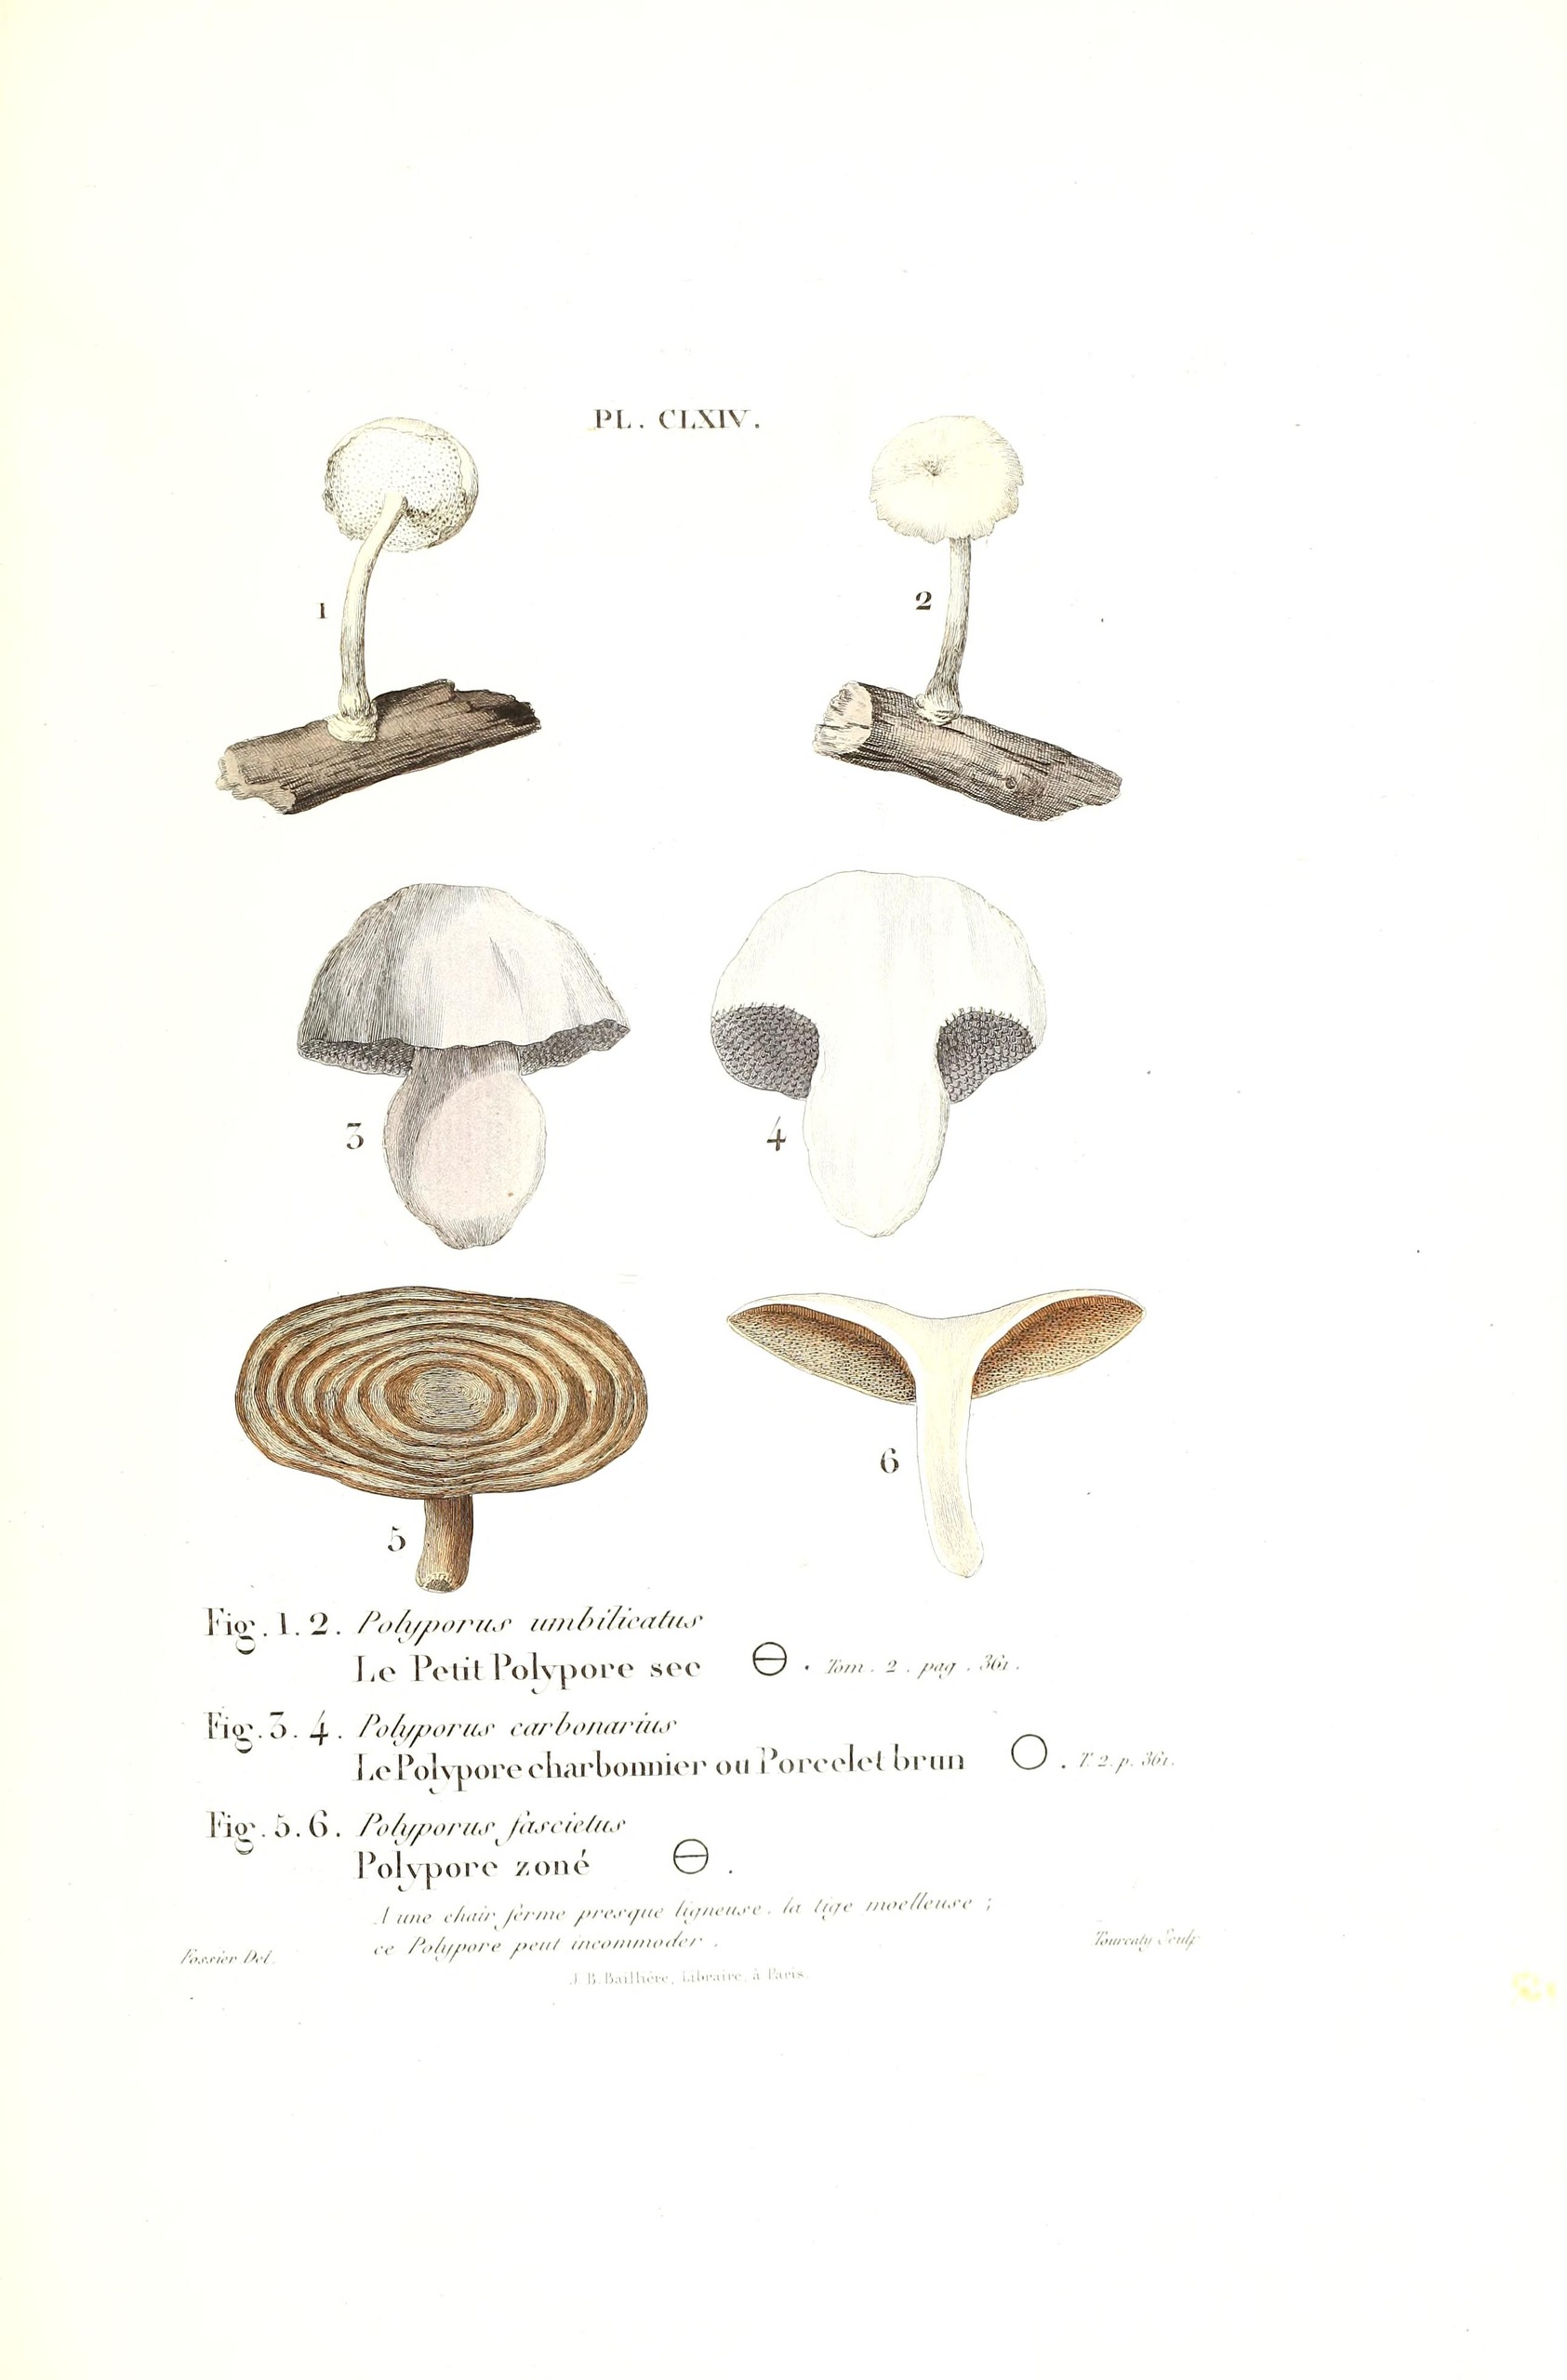 PL. CLXIV.
1
2
3
4
5
6
Fig. 1. 2. Polyporus umbilicatus
Le Petit Polypore sec ⊖ . Tom. 2. pag. 361.
Fig. 3. 4. Polyporus carbonarius
Le Polypore charbonnier ou Porcelet brun ○ . T. 2. p. 361.
Fig. 5. 6. Polyporus fascietus
Polypore zoné ⊖ .
A une chair ferme presque ligneuse, la tige moelleuse ;
ce Polypore peut incommoder .
Fossier Del.
Tourcaty Sculp
J. B. Baillière, Libraire, à Paris.